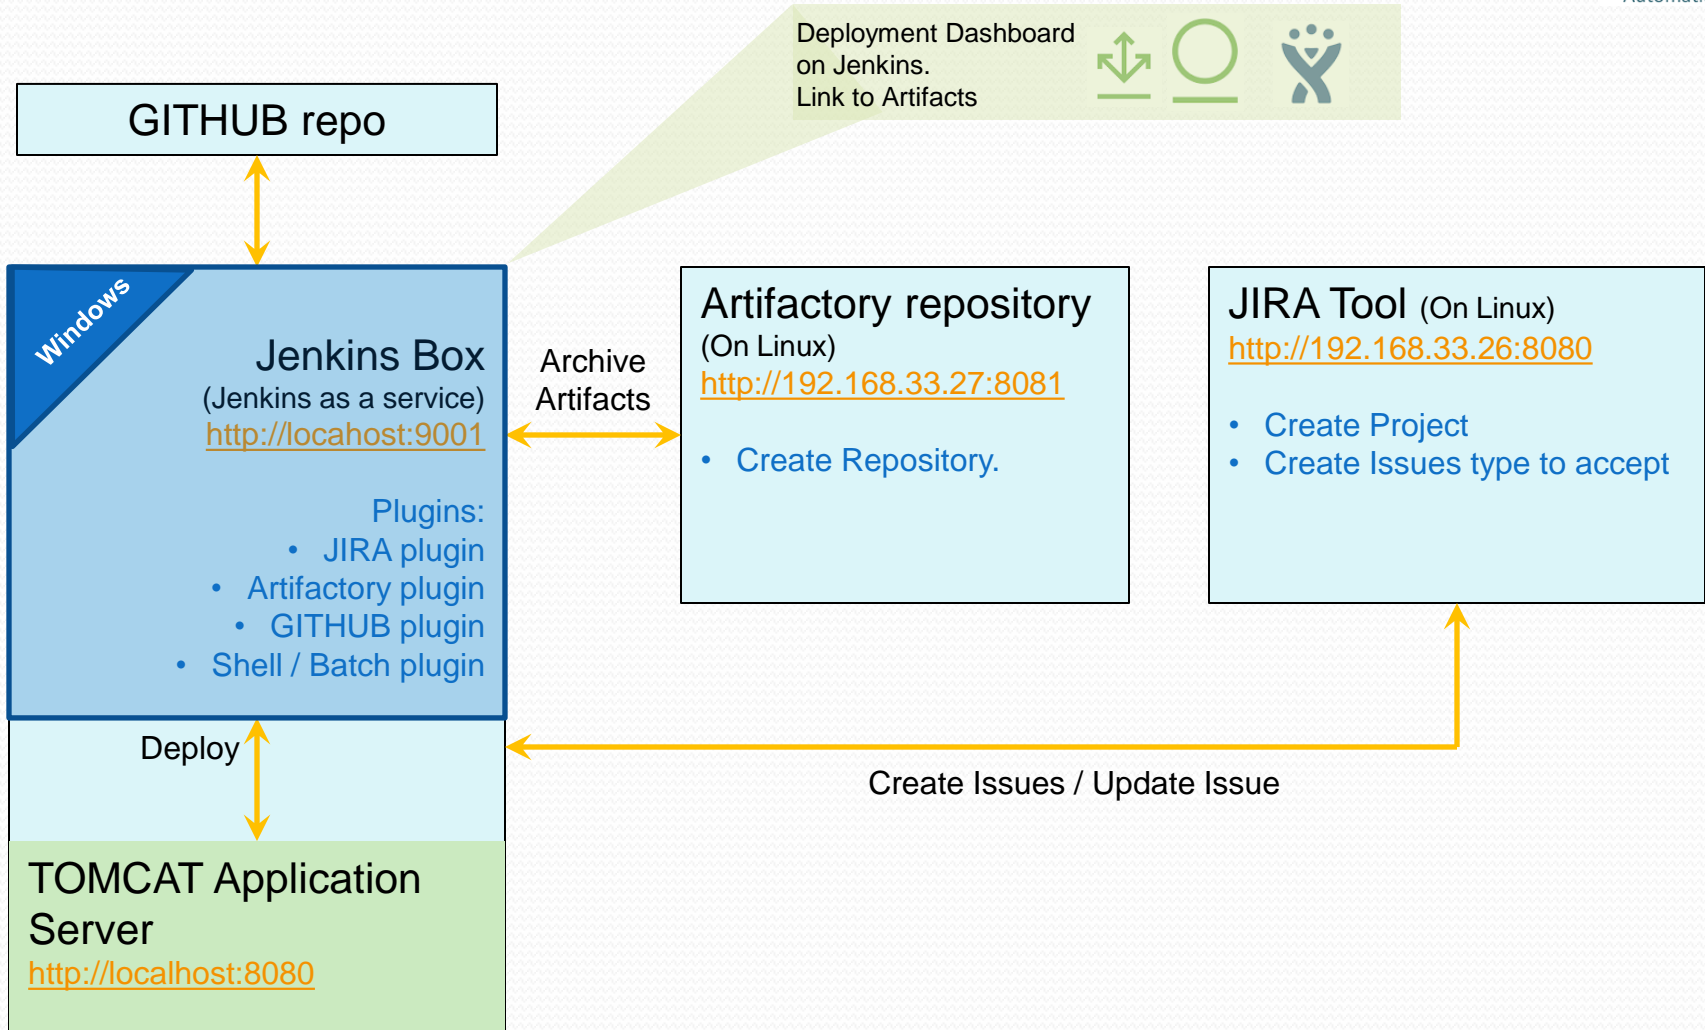 Deployment Dashboard
on Jenkins.
Link to Artifacts
GITHUB repo
Windows
Jenkins Box
(Jenkins as a service)
http://locahost:9001
Plugins:
• JIRA plugin
• Artifactory plugin
• GITHUB plugin
• Shell / Batch plugin
Archive
Artifacts
Artifactory repository
(On Linux)
http://192.168.33.27:8081
• Create Repository.
JIRA Tool (On Linux)
http://192.168.33.26:8080
• Create Project
• Create Issues type to accept
Deploy
Create Issues / Update Issue
TOMCAT Application
Server
http://localhost:8080